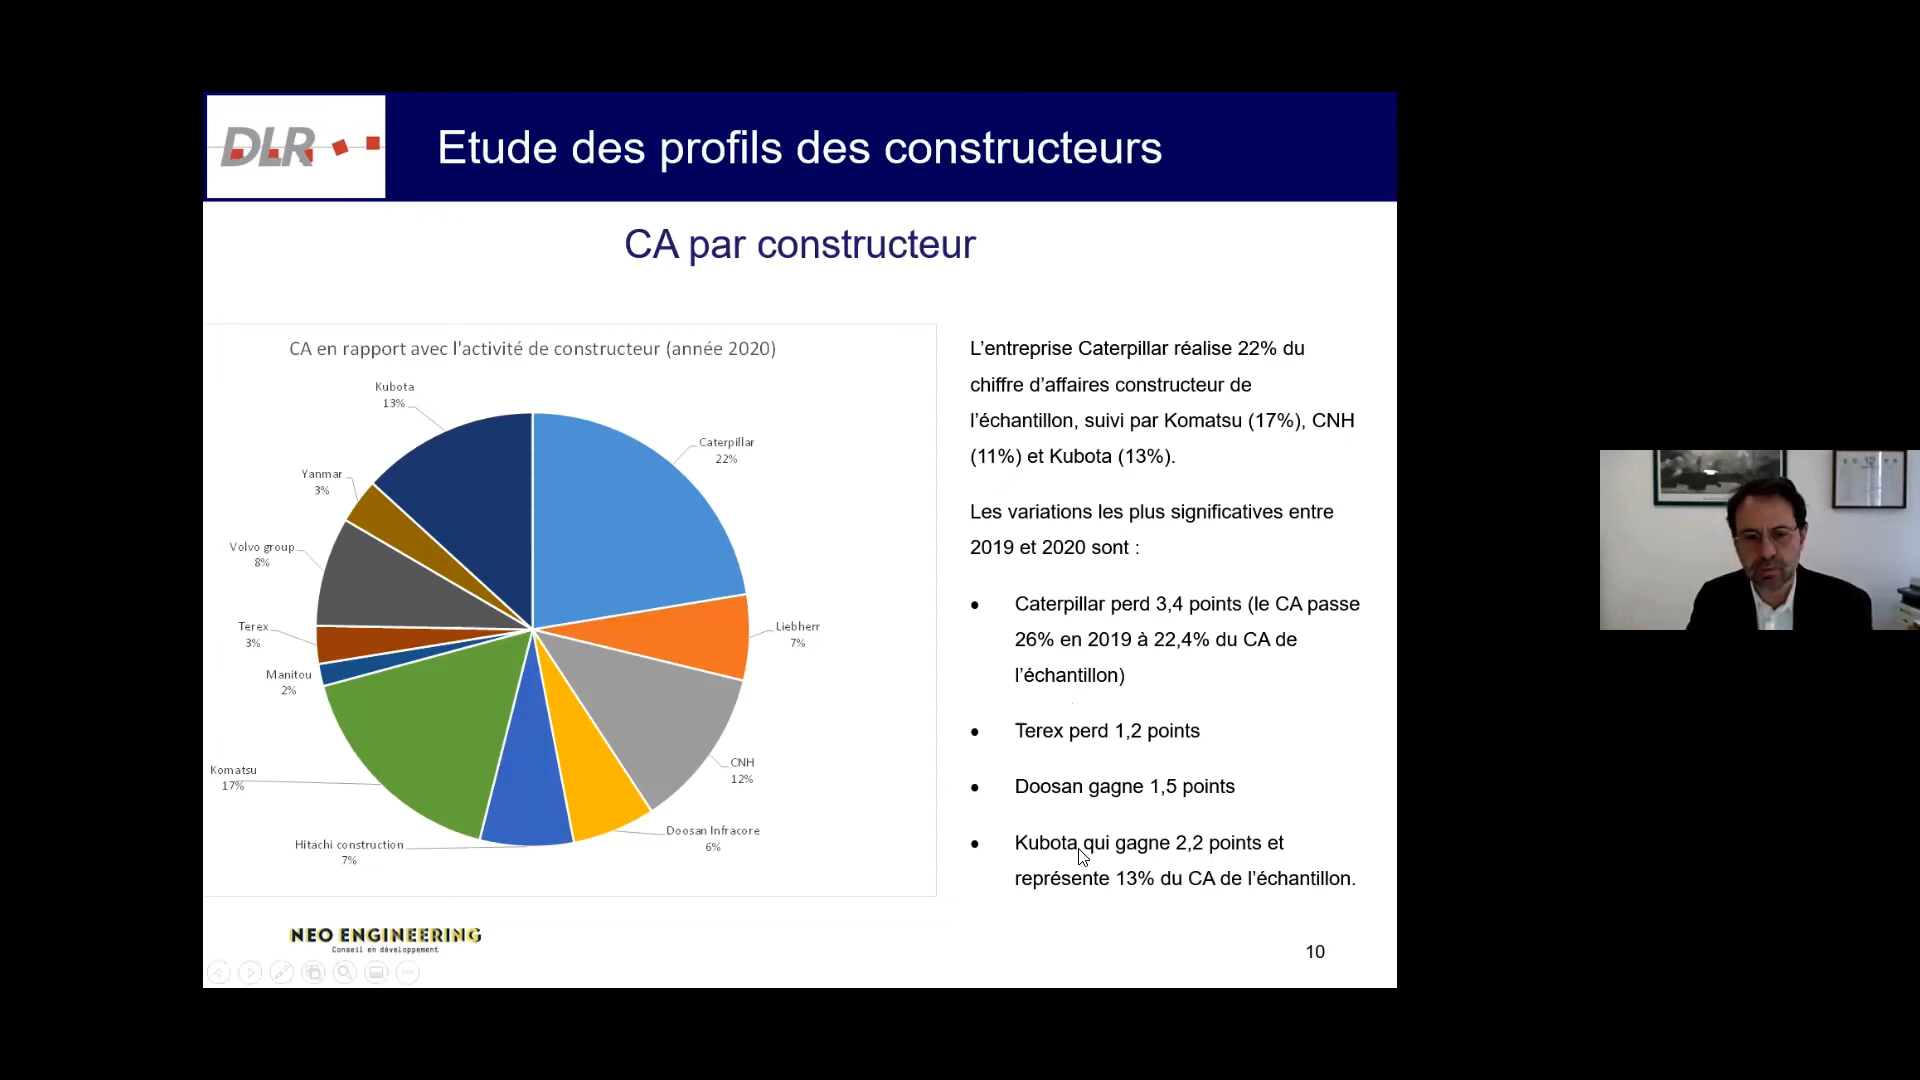 DLR
Etude des profils des constructeurs
CA par constructeur
CA en rapport avec l'activité de constructeur (année 2020)
Kubota
13%
Caterpillar
22%
Yanmar
3%
Volvo group
8%
Terex
3%
Liebherr
7%
Manitou
2%
CNH
12%
Komatsu
17%
Doosan Infracore
6%
Hitachi construction
7%
L’entreprise Caterpillar réalise 22% du
chiffre d’affaires constructeur de
l’échantillon, suivi par Komatsu (17%), CNH
(11%) et Kubota (13%).
Les variations les plus significatives entre
2019 et 2020 sont :
• Caterpillar perd 3,4 points (le CA passe
26% en 2019 à 22,4% du CA de
l’échantillon)
• Terex perd 1,2 points
• Doosan gagne 1,5 points
• Kubota qui gagne 2,2 points et
représente 13% du CA de l’échantillon.
NEO ENGINEERING
Conseil en développement
10